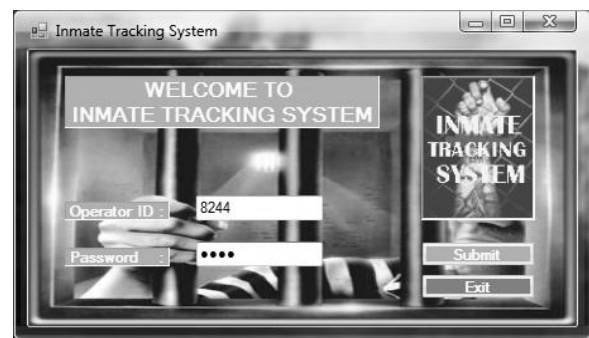 Inmate Tracking System
WELCOME TO
INMATE TRACKING SYSTEM
INMATE
TRACKING
SYSTEM
Operator ID :
8244
Password :
••••
Submit
Exit